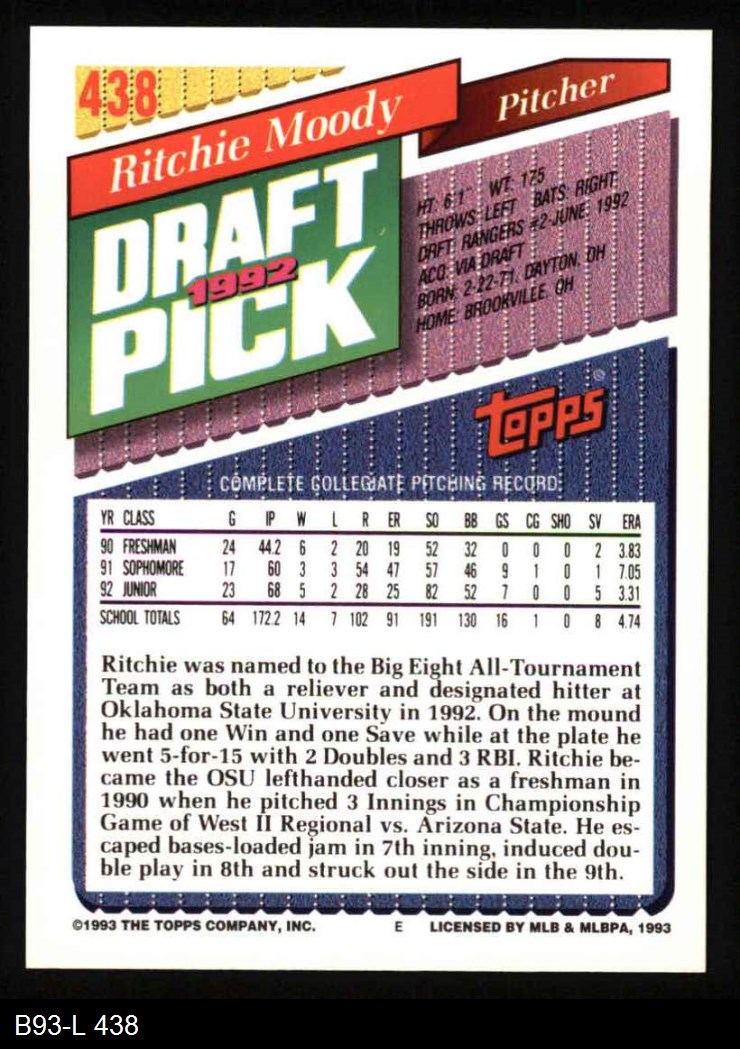 438
Ritchie Moody
Pitcher
DRAFT
1992
PICK
HT: 6'1" WT: 175
THROWS: LEFT BATS: RIGHT
DRFT: RANGERS #2-JUNE, 1992
ACQ: VIA DRAFT
BORN: 2-22-71, DAYTON, OH
HOME: BROOKVILLE, OH
Topps®
COMPLETE COLLEGIATE PITCHING RECORD
YR CLASS G IP W L R ER SO BB GS CG SHO SV ERA
90 FRESHMAN 24 44.2 6 2 20 19 52 32 0 0 0 2 3.83
91 SOPHOMORE 17 60 3 3 54 47 57 46 9 1 0 1 7.05
92 JUNIOR 23 68 5 2 28 25 82 52 7 0 0 5 3.31
SCHOOL TOTALS 64 172.2 14 7 102 91 191 130 16 1 0 8 4.74
Ritchie was named to the Big Eight All-Tournament
Team as both a reliever and designated hitter at
Oklahoma State University in 1992. On the mound
he had one Win and one Save while at the plate he
went 5-for-15 with 2 Doubles and 3 RBI. Ritchie be-
came the OSU lefthanded closer as a freshman in
1990 when he pitched 3 Innings in Championship
Game of West II Regional vs. Arizona State. He es-
caped bases-loaded jam in 7th inning, induced dou-
ble play in 8th and struck out the side in the 9th.
©1993 THE TOPPS COMPANY, INC. E LICENSED BY MLB & MLBPA, 1993
B93-L 438